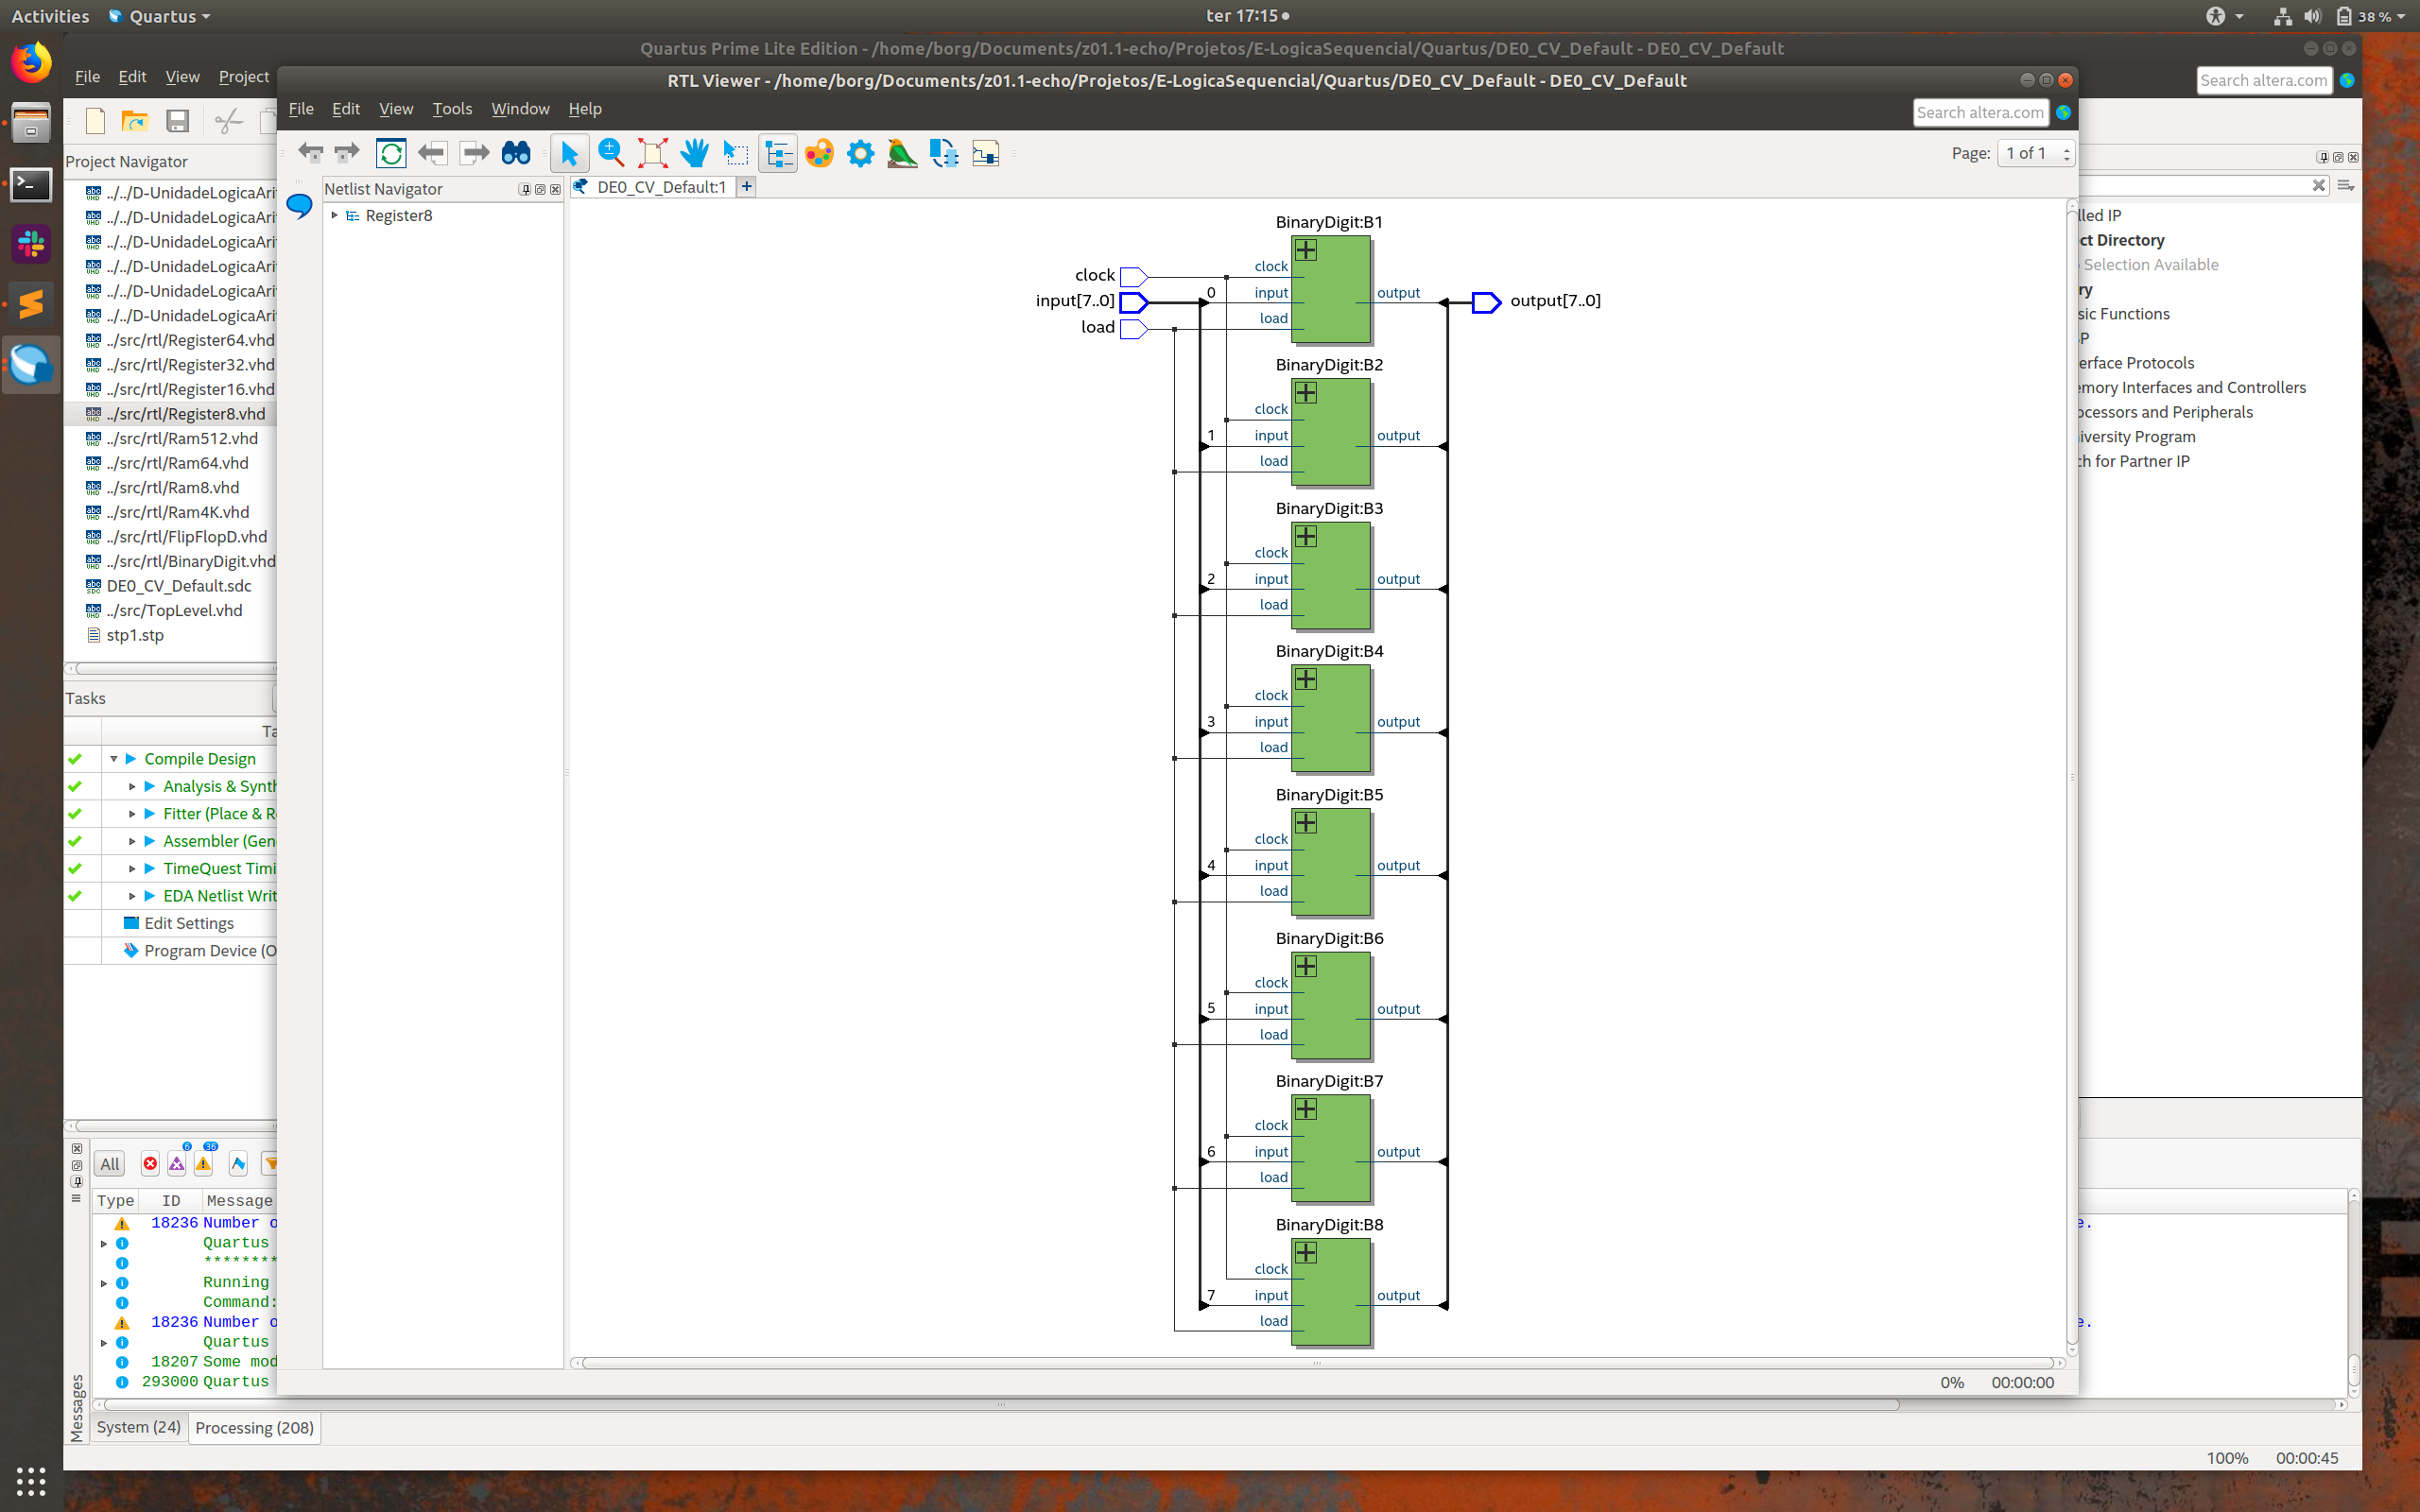 Activities
Quartus
ter 17:15
38 %
Quartus Prime Lite Edition - /home/borg/Documents/z01.1-echo/Projetos/E-LogicaSequencial/Quartus/DE0_CV_Default - DE0_CV_Default
File Edit View Project
Search altera.com
RTL Viewer - /home/borg/Documents/z01.1-echo/Projetos/E-LogicaSequencial/Quartus/DE0_CV_Default - DE0_CV_Default
File Edit View Tools Window Help
Search altera.com
Page: 1 of 1
Project Navigator
../../D-UnidadeLogicaAri
../../D-UnidadeLogicaAri
../../D-UnidadeLogicaAri
../../D-UnidadeLogicaAri
../../D-UnidadeLogicaAri
../../D-UnidadeLogicaAri
../src/rtl/Register64.vhd
../src/rtl/Register32.vhd
../src/rtl/Register16.vhd
../src/rtl/Register8.vhd
../src/rtl/Ram512.vhd
../src/rtl/Ram64.vhd
../src/rtl/Ram8.vhd
../src/rtl/Ram4K.vhd
../src/rtl/FlipFlopD.vhd
../src/rtl/BinaryDigit.vhd
DE0_CV_Default.sdc
../src/TopLevel.vhd
stp1.stp
Tasks
Ta
Compile Design
Analysis & Synth
Fitter (Place & R
Assembler (Gen
TimeQuest Timi
EDA Netlist Writ
Edit Settings
Program Device (O
Netlist Navigator
Register8
DE0_CV_Default:1
clock
input[7..0]
load
output[7..0]
BinaryDigit:B1
clock
0 input output
load
BinaryDigit:B2
clock
1 input output
load
BinaryDigit:B3
clock
2 input output
load
BinaryDigit:B4
clock
3 input output
load
BinaryDigit:B5
clock
4 input output
load
BinaryDigit:B6
clock
5 input output
load
BinaryDigit:B7
clock
6 input output
load
BinaryDigit:B8
clock
7 input output
load
0% 00:00:00
lled IP
ct Directory
Selection Available
ry
sic Functions
P
erface Protocols
emory Interfaces and Controllers
ocessors and Peripherals
iversity Program
ch for Partner IP
Messages
All
6
36
Type ID Message
18236 Number o
Quartus
********
Running
Command:
18236 Number o
Quartus
18207 Some mod
293000 Quartus
e.
e.
System (24) Processing (208)
100% 00:00:45